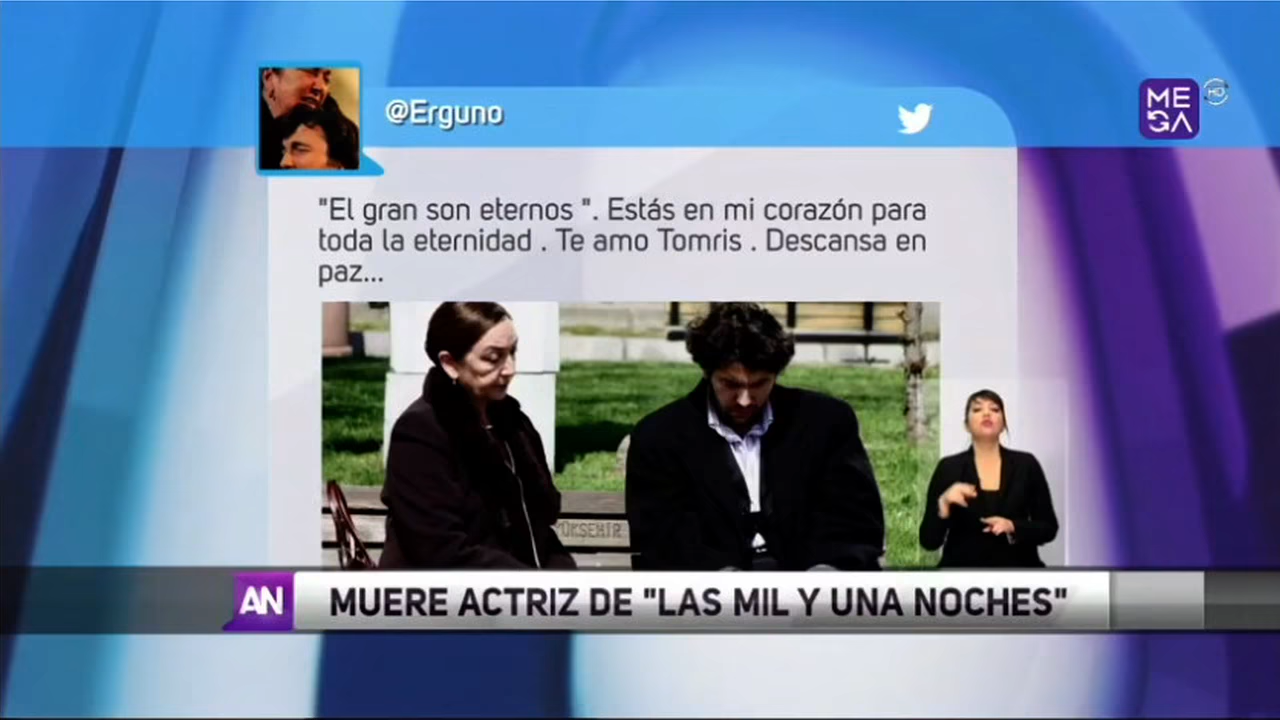 @Erguno
ME
GA
HD
"El gran son eternos ". Estás en mi corazón para
toda la eternidad . Te amo Tomris . Descansa en
paz...
AN
MUERE ACTRIZ DE "LAS MIL Y UNA NOCHES"